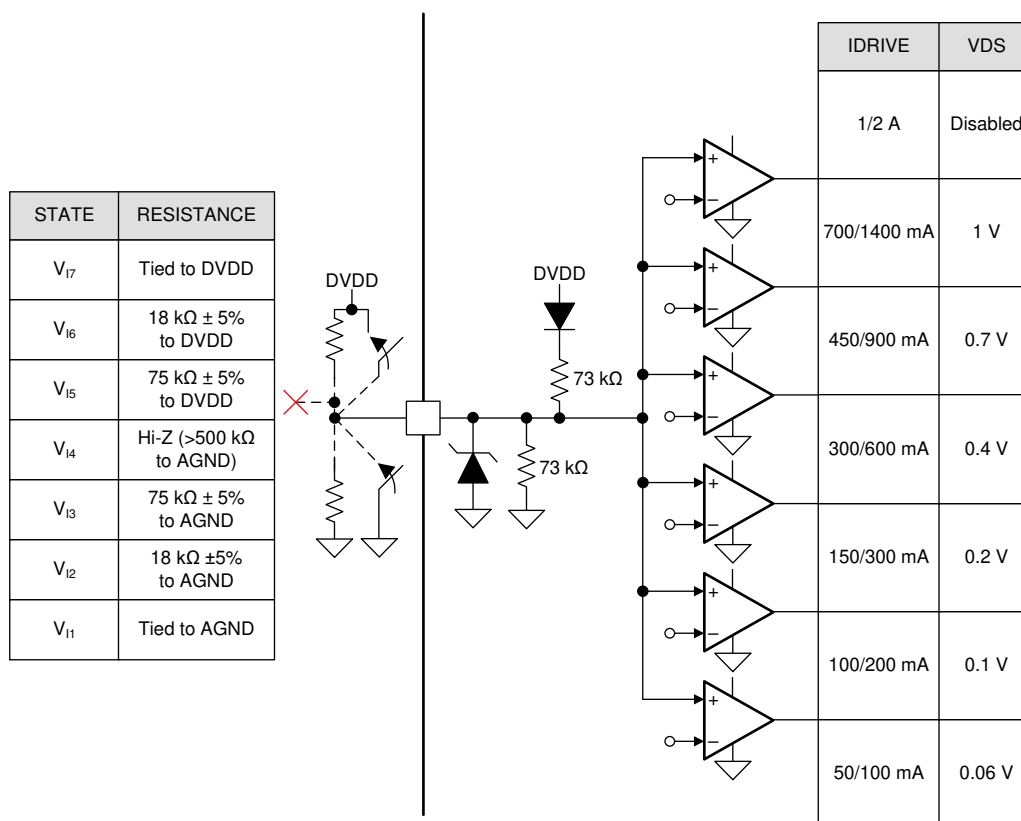 STATE RESISTANCE
V_I7 Tied to DVDD
V_I6 18 kΩ ± 5%
to DVDD
V_I5 75 kΩ ± 5%
to DVDD
V_I4 Hi-Z (>500 kΩ
to AGND)
V_I3 75 kΩ ± 5%
to AGND
V_I2 18 kΩ ±5%
to AGND
V_I1 Tied to AGND
DVDD
DVDD
73 kΩ
73 kΩ
+
−
+
−
+
−
+
−
+
−
+
−
IDRIVE VDS
1/2 A Disabled
700/1400 mA 1 V
450/900 mA 0.7 V
300/600 mA 0.4 V
150/300 mA 0.2 V
100/200 mA 0.1 V
50/100 mA 0.06 V